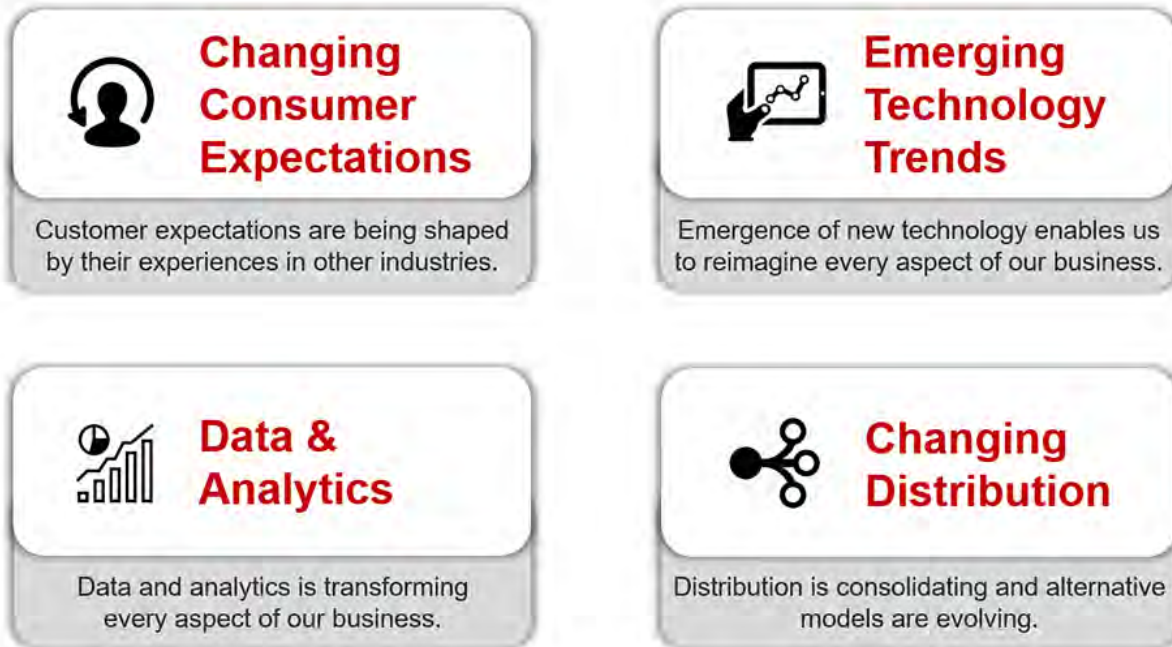 Changing
Consumer
Expectations
Customer expectations are being shaped
by their experiences in other industries.
Emerging
Technology
Trends
Emergence of new technology enables us
to reimagine every aspect of our business.
Data &
Analytics
Data and analytics is transforming
every aspect of our business.
Changing
Distribution
Distribution is consolidating and alternative
models are evolving.